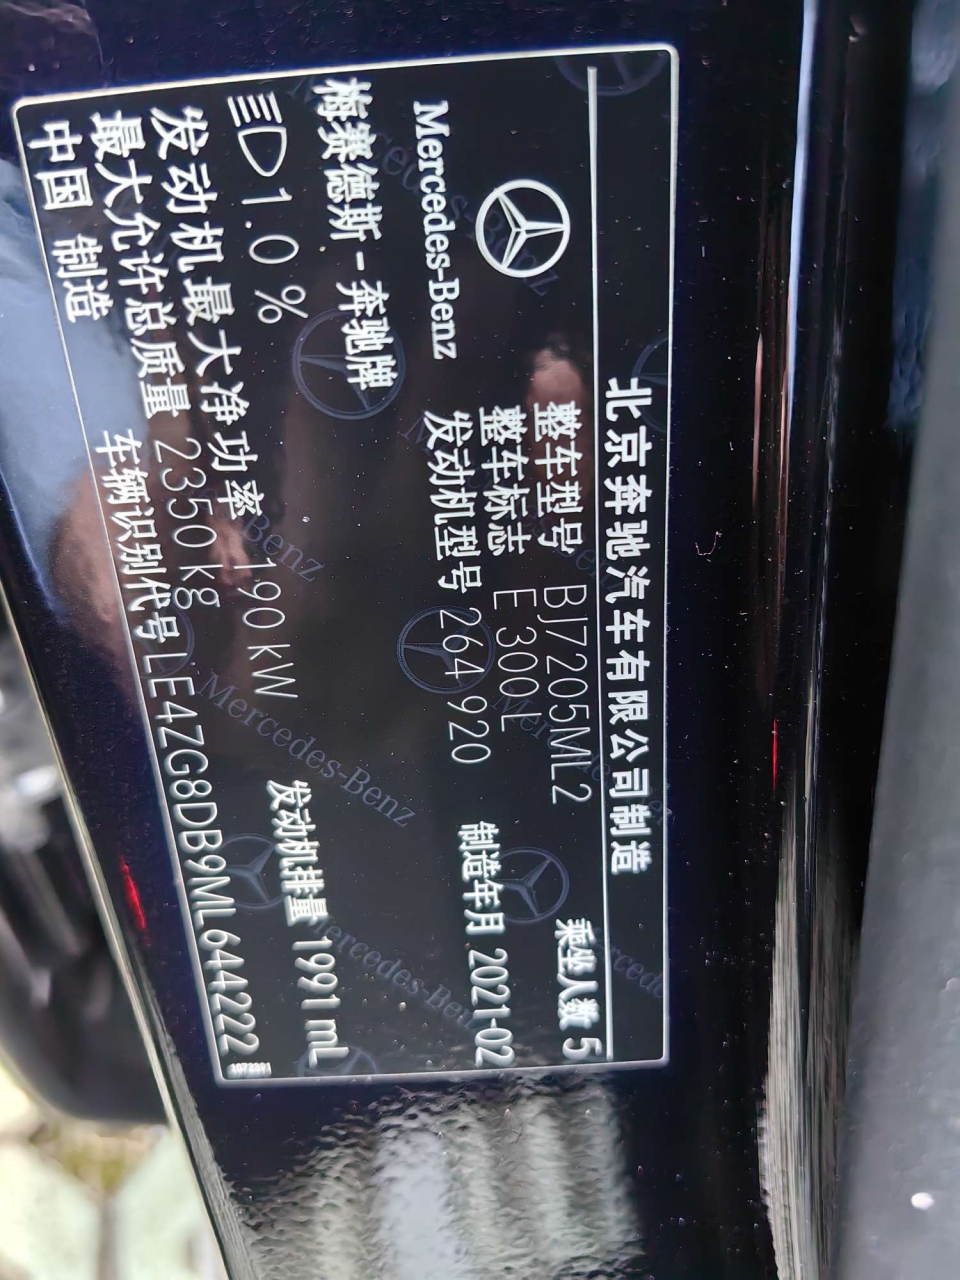 北京奔驰汽车有限公司制造
Mercedes-Benz
梅赛德斯-奔驰牌
整车型号 BJ7205ML2 乘坐人数 5
整车标志 E 300 L
发动机型号 264 920 制造年月 2021-02
1.0 %
发动机最大净功率 190 kW 发动机排量 1991 mL
最大允许总质量 2350 kg
中国 制造 车辆识别代号 LE4ZG8DB9ML644222
1072391